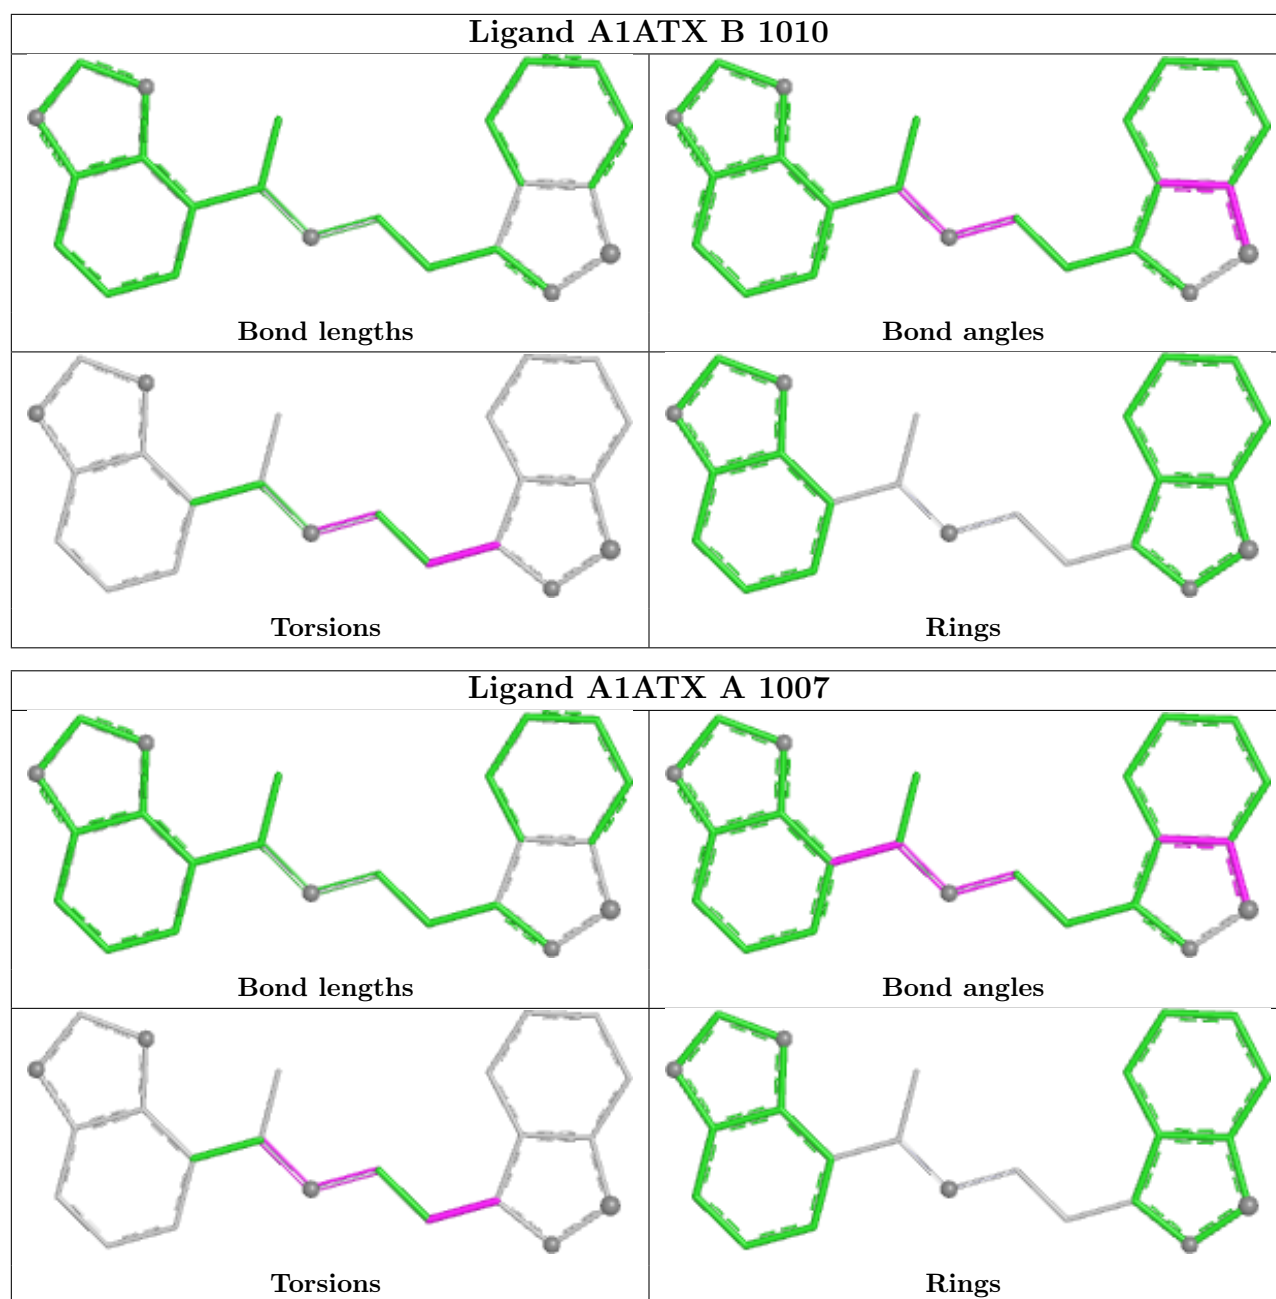 Ligand A1ATX B 1010
Bond lengths
Bond angles
Torsions
Rings
Ligand A1ATX A 1007
Bond lengths
Bond angles
Torsions
Rings